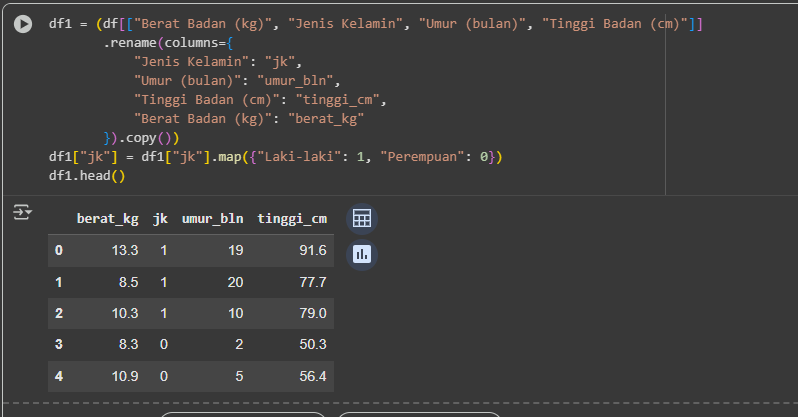 df1 = (df[["Berat Badan (kg)", "Jenis Kelamin", "Umur (bulan)", "Tinggi Badan (cm)"]]
.rename(columns={
"Jenis Kelamin": "jk",
"Umur (bulan)": "umur_bln",
"Tinggi Badan (cm)": "tinggi_cm",
"Berat Badan (kg)": "berat_kg"
}).copy())
df1["jk"] = df1["jk"].map({"Laki-laki": 1, "Perempuan": 0})
df1.head()
berat_kg jk umur_bln tinggi_cm
0 13.3 1 19 91.6
1 8.5 1 20 77.7
2 10.3 1 10 79.0
3 8.3 0 2 50.3
4 10.9 0 5 56.4